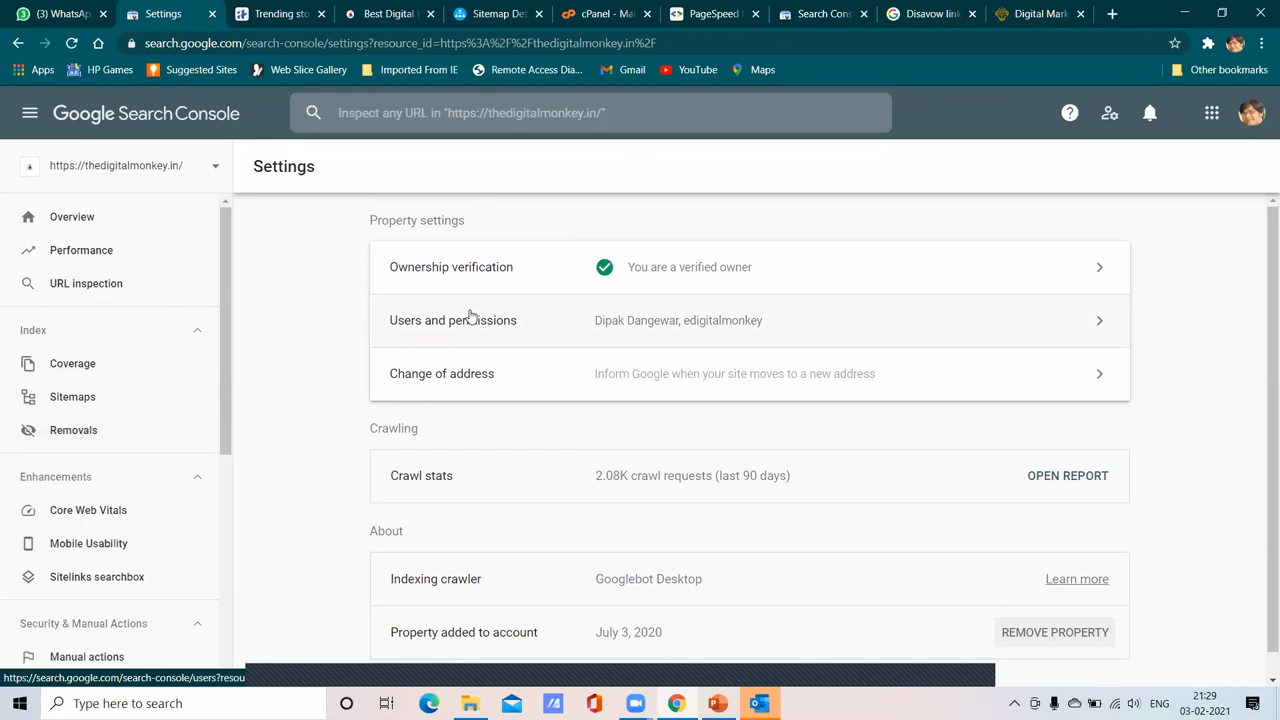 (3) WhatsApp
Settings
Trending sto
Best Digital
Sitemap Det
cPanel - Mai
PageSpeed
Search Cons
Disavow link
Digital Mark
search.google.com/search-console/settings?resource_id=https%3A%2F%2Fthedigitalmonkey.in%2F
Apps
HP Games
Suggested Sites
Web Slice Gallery
Imported From IE
Remote Access Dia...
Gmail
YouTube
Maps
Other bookmarks
Google Search Console
Inspect any URL in "https://thedigitalmonkey.in/"
https://thedigitalmonkey.in/
Settings
Overview
Performance
URL inspection
Index
Coverage
Sitemaps
Removals
Enhancements
Core Web Vitals
Mobile Usability
Sitelinks searchbox
Security & Manual Actions
Manual actions
Property settings
Ownership verification You are a verified owner
Users and permissions Dipak Dangewar, edigitalmonkey
Change of address Inform Google when your site moves to a new address
Crawling
Crawl stats 2.08K crawl requests (last 90 days) OPEN REPORT
About
Indexing crawler Googlebot Desktop Learn more
Property added to account July 3, 2020 REMOVE PROPERTY
https://search.google.com/search-console/users?resou
Type here to search
ENG
21:29
03-02-2021